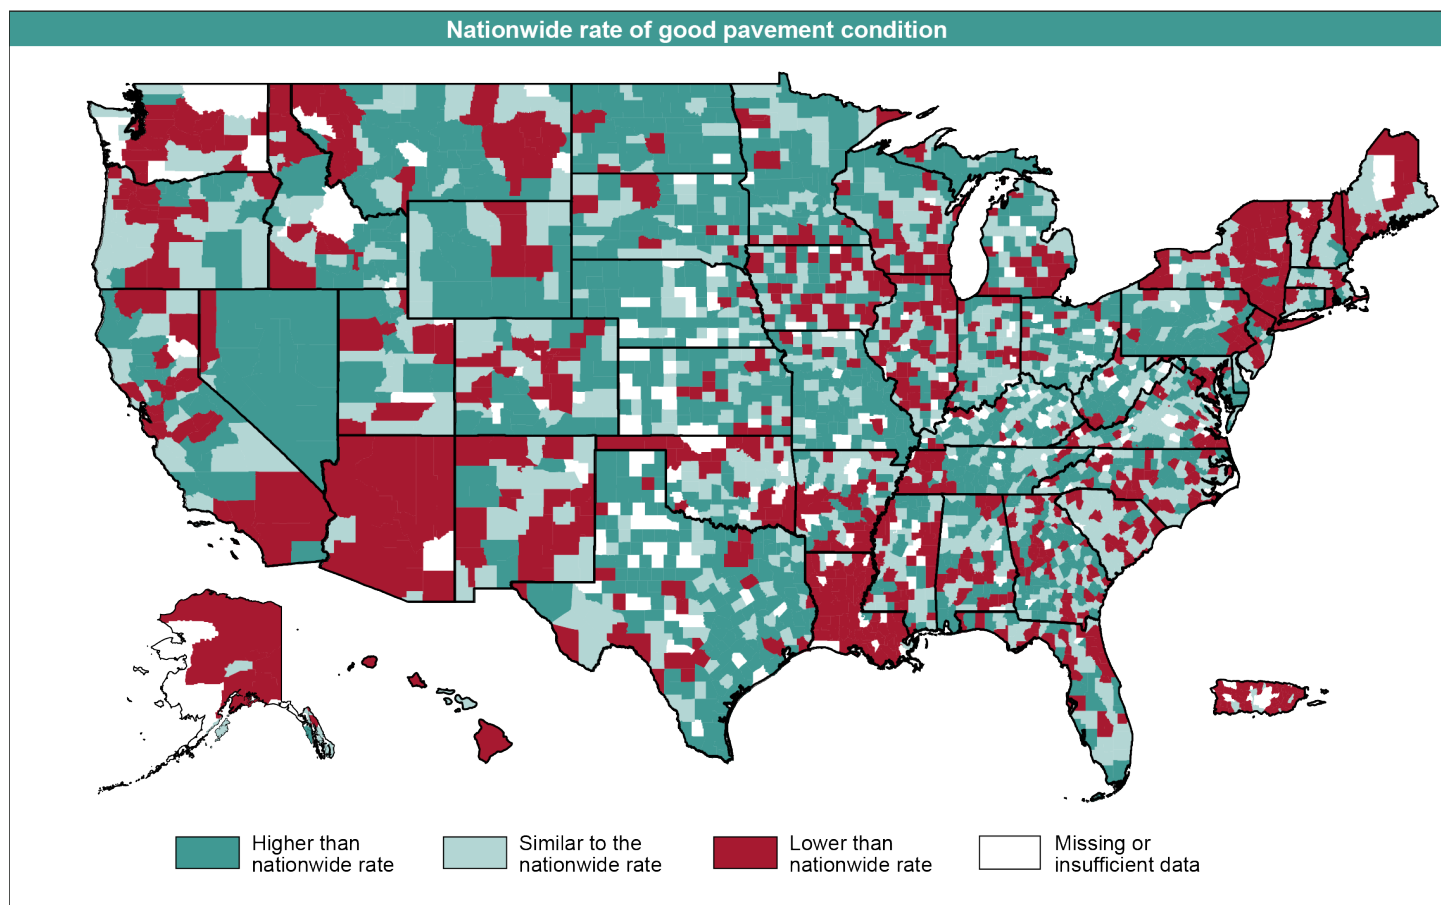 Nationwide rate of good pavement condition
Higher than
nationwide rate
Similar to the
nationwide rate
Lower than
nationwide rate
Missing or
insufficient data